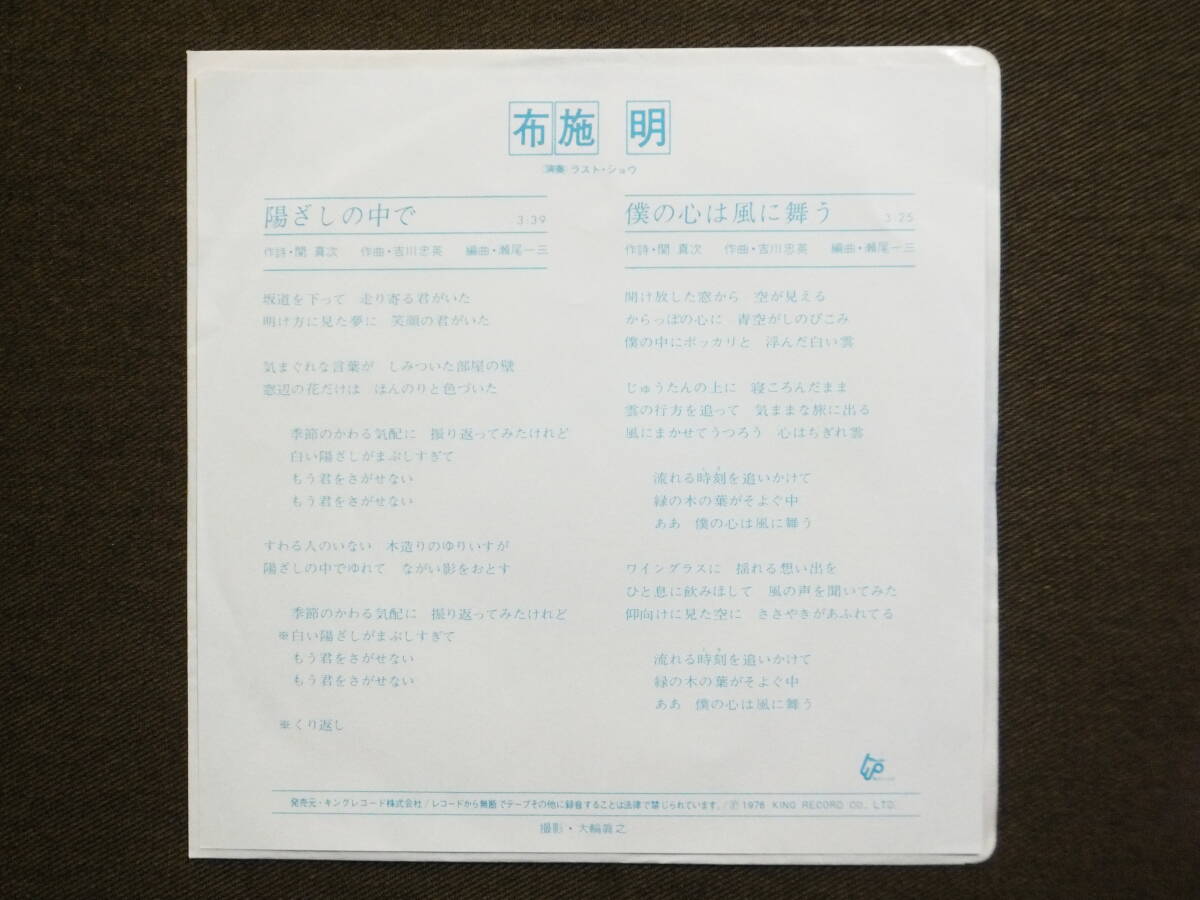 布施 明
演奏 ラスト・ショウ
陽ざしの中で 3:39
作詩・関 真次 作曲・吉川忠英 編曲・瀬尾一三
坂道を下って 走り寄る君がいた
明け方に見た夢に 笑顔の君がいた
気まぐれな言葉が しみついた部屋の壁
窓辺の花だけは ほんのりと色づいた
季節のかわる気配に 振り返ってみたけれど
白い陽ざしがまぶしすぎて
もう君をさがせない
もう君をさがせない
すわる人のいない 木造りのゆりいすが
陽ざしの中でゆれて ながい影をおとす
季節のかわる気配に 振り返ってみたけれど
※白い陽ざしがまぶしすぎて
もう君をさがせない
もう君をさがせない
※くり返し
僕の心は風に舞う 3:25
作詩・関 真次 作曲・吉川忠英 編曲・瀬尾一三
開け放した窓から 空が見える
からっぽの心に 青空がしのびこみ
僕の中にポッカリと 浮んだ白い雲
じゅうたんの上に 寝ころんだまま
雲の行方を追って 気ままな旅に出る
風にまかせてうつろう 心はちぎれ雲
流れる時刻を追いかけて
緑の木の葉がそよぐ中
ああ 僕の心は風に舞う
ワイングラスに 揺れる想い出を
ひと息に飲みほして 風の声を聞いてみた
仰向けに見た空に ささやきがあふれてる
流れる時刻を追いかけて
緑の木の葉がそよぐ中
ああ 僕の心は風に舞う
発売元・キングレコード株式会社/レコードから無断でテープその他に録音することは法律で禁じられています。/Ⓟ1976 KING RECORD CO., LTD.
撮影・大輪眞之